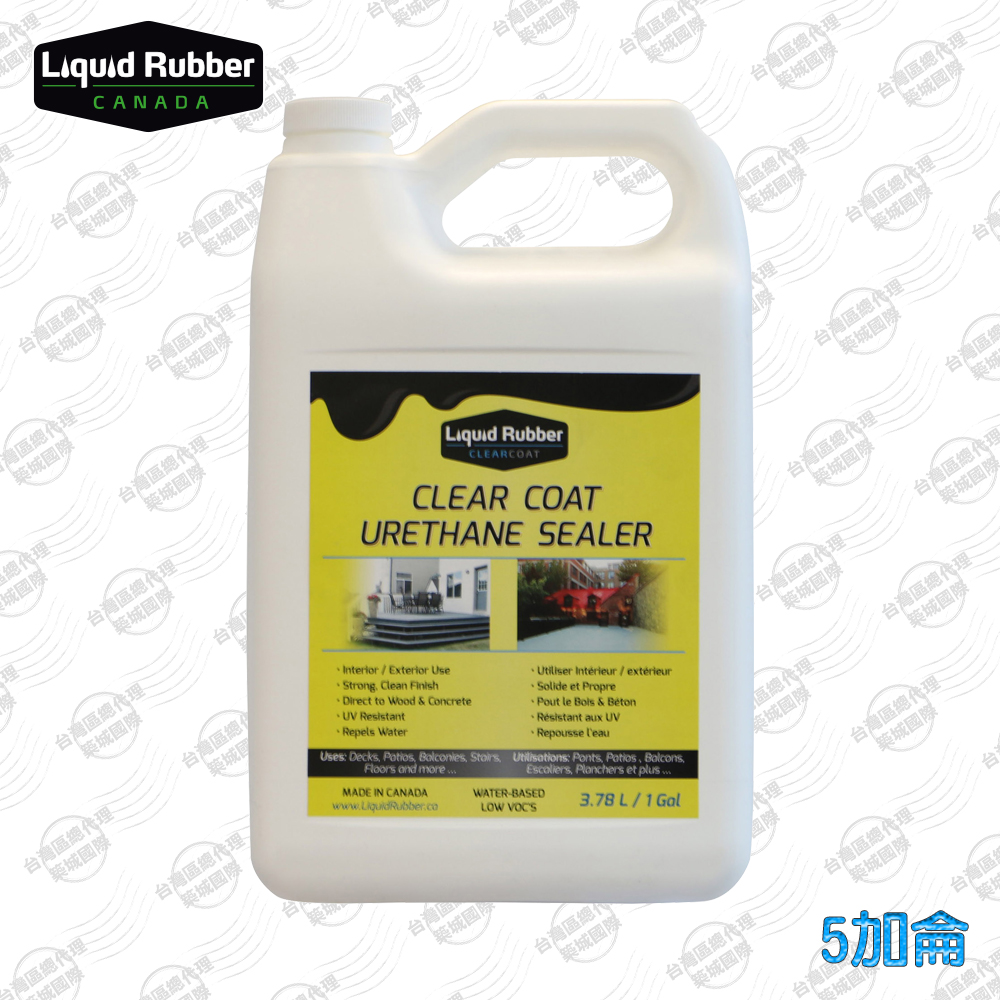 Liquid Rubber
CANADA
台灣區總代理
築城國際
Liquid Rubber
CLEARCOAT
CLEAR COAT
URETHANE SEALER
• Interior / Exterior Use
• Strong, Clean Finish
• Direct to Wood & Concrete
• UV Resistant
• Repels Water
• Utiliser Intérieur / extérieur
• Solide et Propre
• Pout le Bois & Béton
• Résistant aux UV
• Repousse l'eau
Uses: Decks, Patios, Balconies, Stairs,
Floors and more ...
Utilisations: Ponts, Patios , Balcons,
Escaliers, Planchers et plus ...
MADE IN CANADA
www.LiquidRubber.ca
WATER-BASED
LOW VOC'S
3.78 L / 1 Gal
5加侖